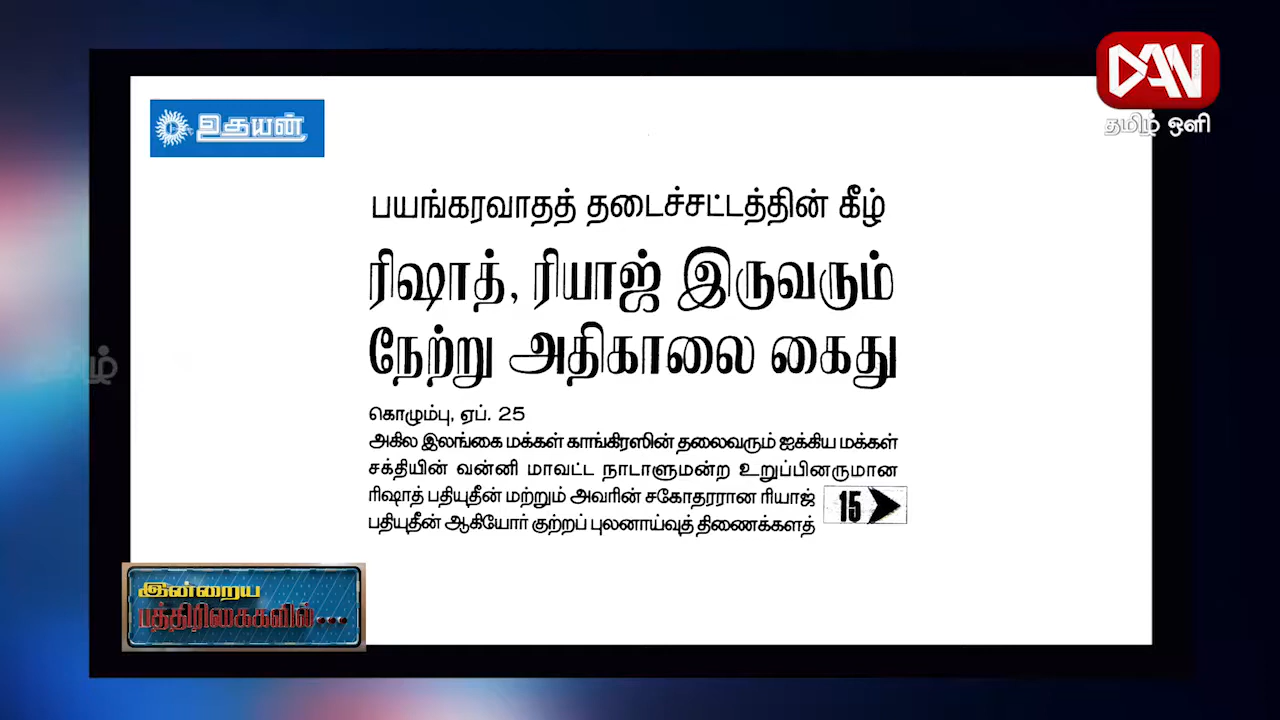 DAN
தமிழ் ஒளி
உதயன்
பயங்கரவாதத் தடைச்சட்டத்தின் கீழ்
ரிஷாத், ரியாஜ் இருவரும்
நேற்று அதிகாலை கைது
தமிழ்
கொழும்பு, ஏப். 25
அகில இலங்கை மக்கள் காங்கிரஸின் தலைவரும் ஐக்கிய மக்கள்
சக்தியின் வன்னி மாவட்ட நாடாளுமன்ற உறுப்பினருமான
ரிஷாத் பதியுதீன் மற்றும் அவரின் சகோதரரான ரியாஜ்
பதியுதீன் ஆகியோர் குற்றப் புலனாய்வுத் திணைக்களத்
15
இன்றைய
பத்திரிகைகளில்...